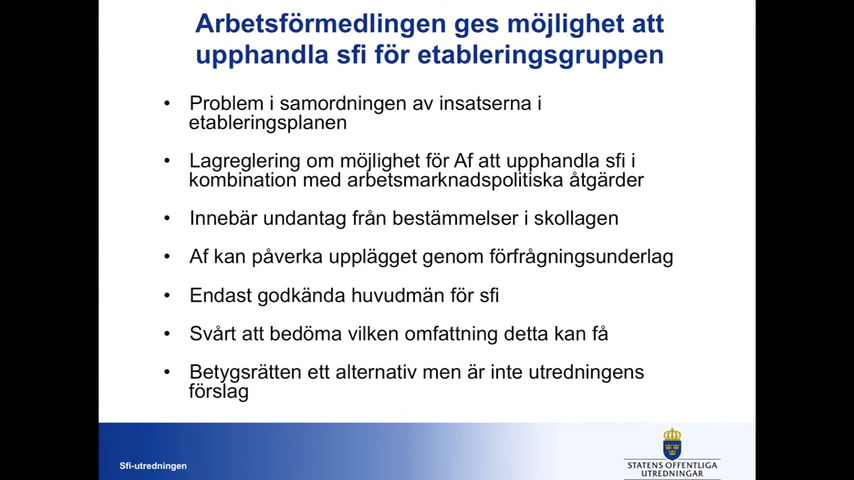 Arbetsförmedlingen ges möjlighet att
upphandla sfi för etableringsgruppen
• Problem i samordningen av insatserna i
etableringsplanen
• Lagreglering om möjlighet för Af att upphandla sfi i
kombination med arbetsmarknadspolitiska åtgärder
• Innebär undantag från bestämmelser i skollagen
• Af kan påverka upplägget genom förfrågningsunderlag
• Endast godkända huvudmän för sfi
• Svårt att bedöma vilken omfattning detta kan få
• Betygsrätten ett alternativ men är inte utredningens
förslag
Sfi-utredningen
STATENS OFFENTLIGA
UTREDNINGAR